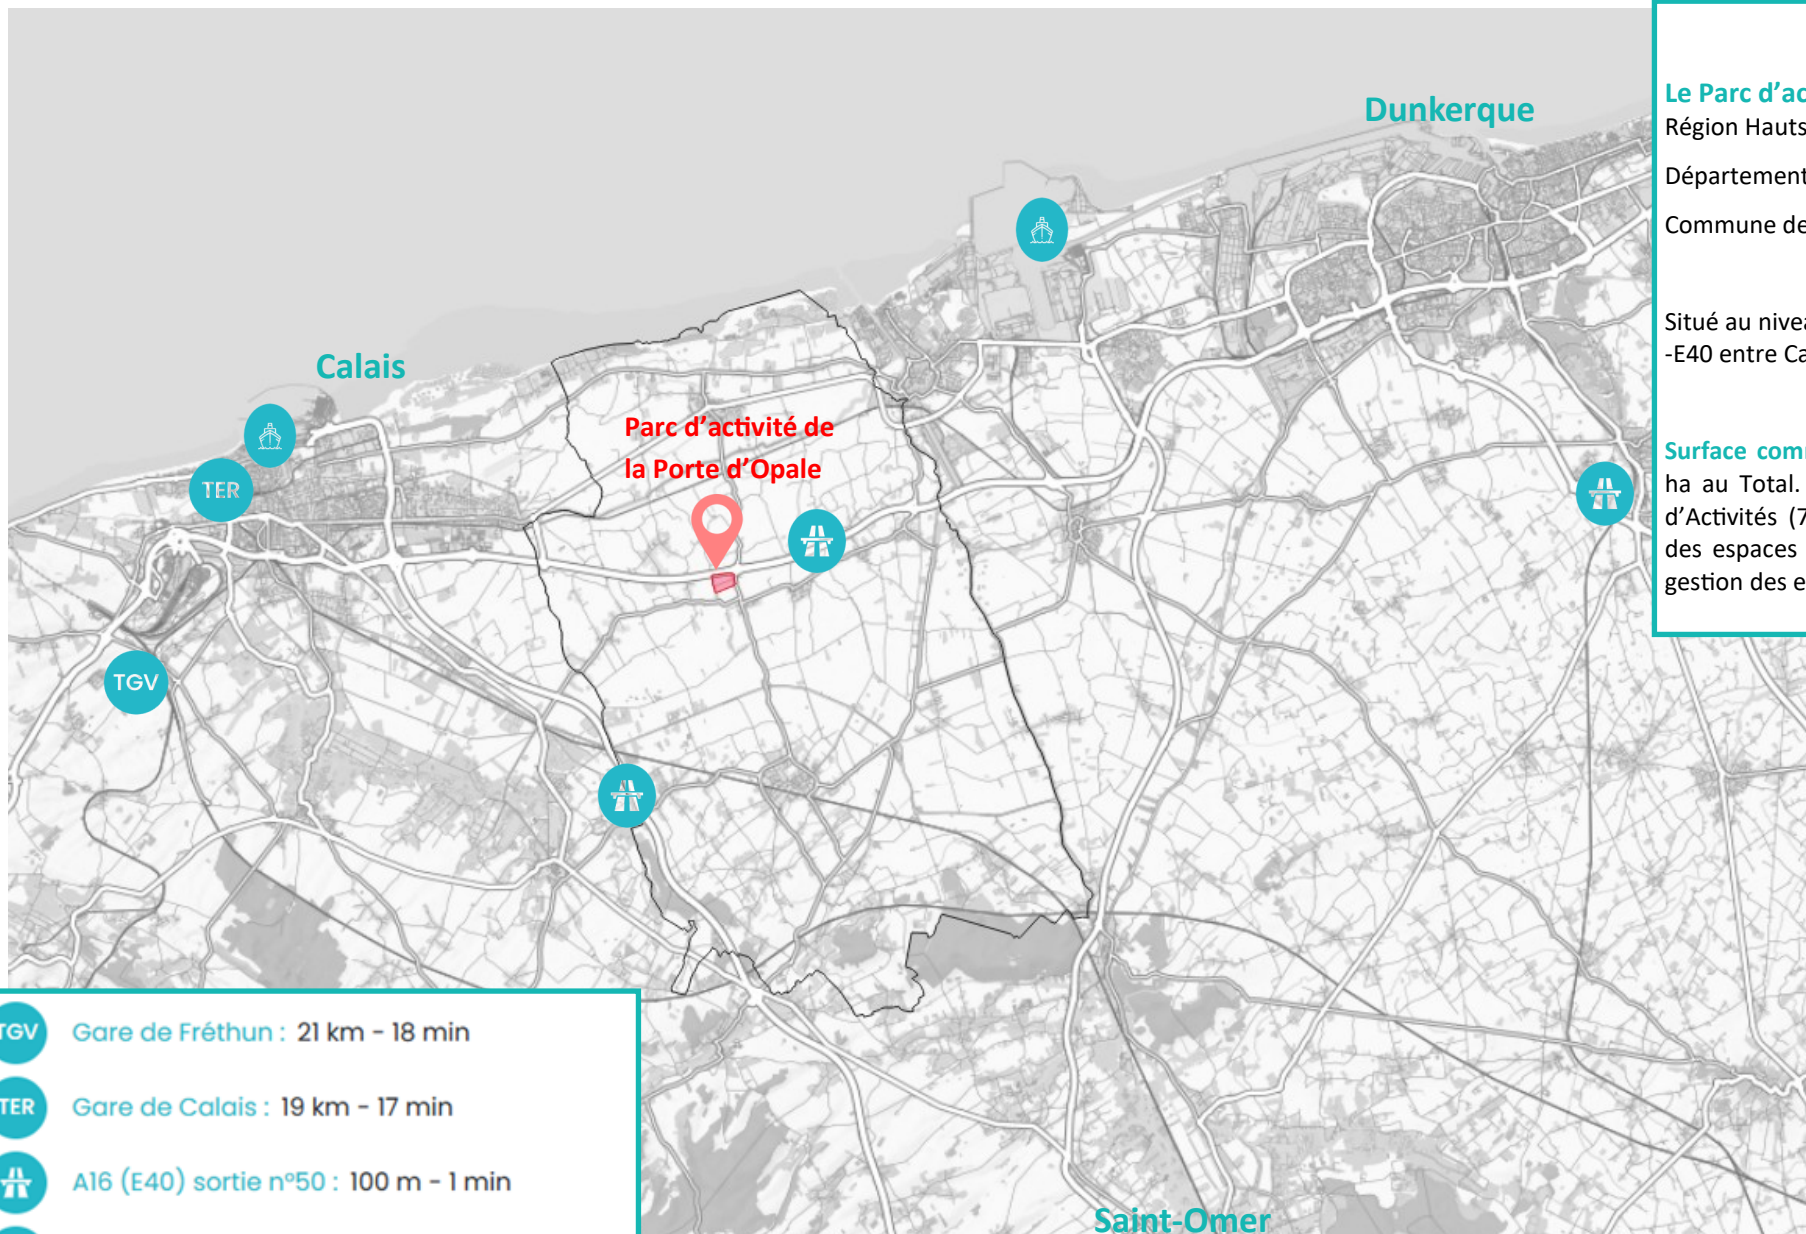 Dunkerque
Calais
Parc d’activité de
la Porte d’Opale
TER
TGV
Saint-Omer
Le Parc d’ac
Région Hauts
Département
Commune de
Situé au nivea
-E40 entre Ca
Surface com
ha au Total.
d’Activités (7
des espaces
gestion des e
TGV Gare de Fréthun : 21 km - 18 min
TER Gare de Calais : 19 km - 17 min
A16 (E40) sortie n°50 : 100 m - 1 min